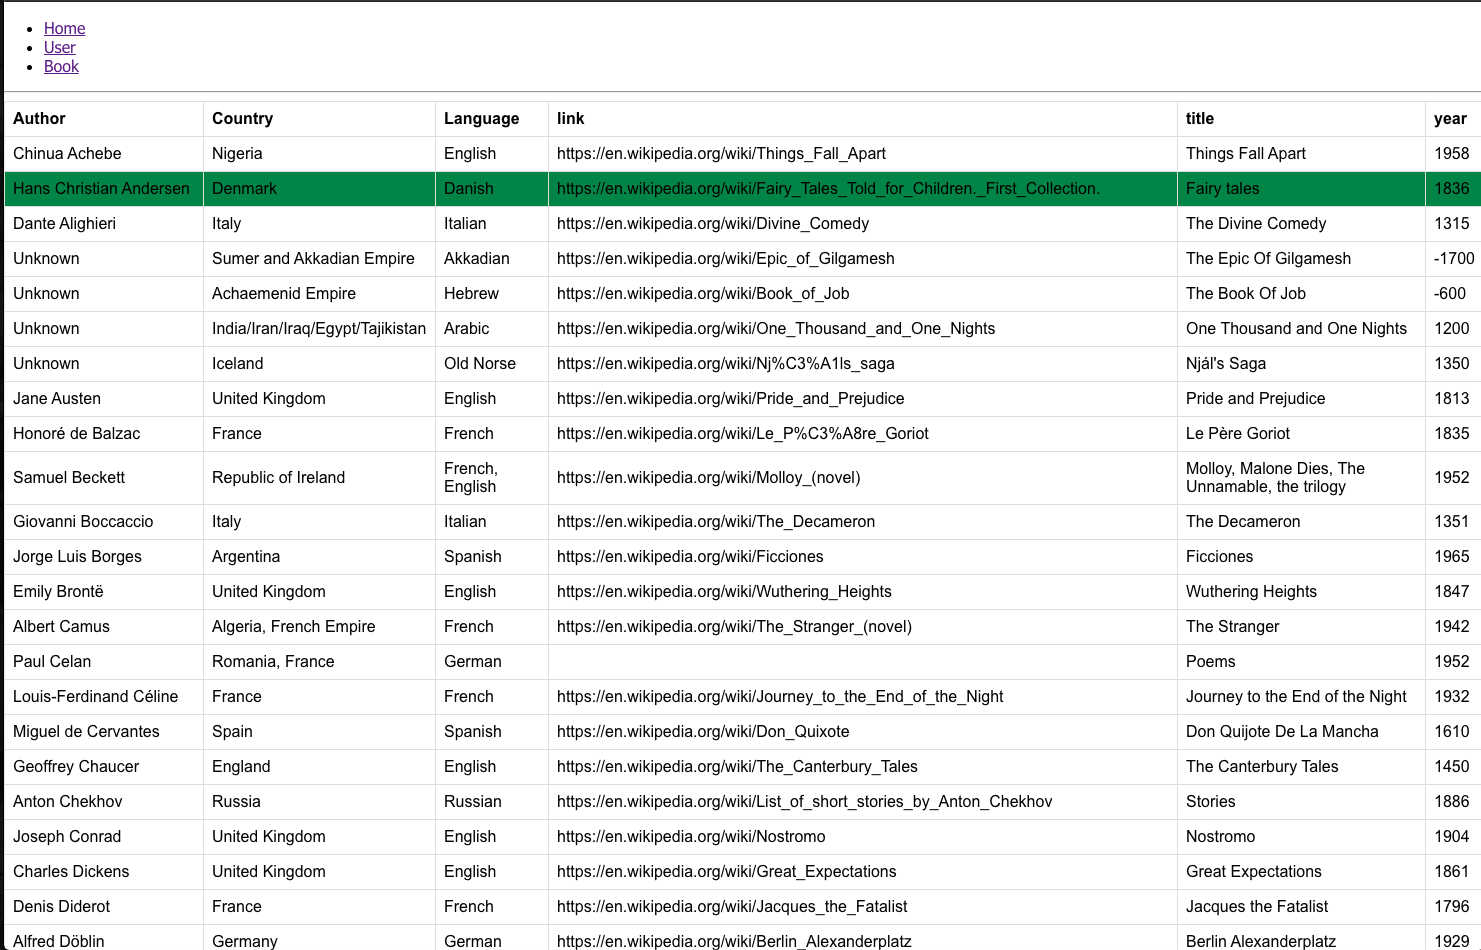 Home
User
Book
Author Country Language link title year
Chinua Achebe Nigeria English https://en.wikipedia.org/wiki/Things_Fall_Apart Things Fall Apart 1958
Hans Christian Andersen Denmark Danish https://en.wikipedia.org/wiki/Fairy_Tales_Told_for_Children._First_Collection. Fairy tales 1836
Dante Alighieri Italy Italian https://en.wikipedia.org/wiki/Divine_Comedy The Divine Comedy 1315
Unknown Sumer and Akkadian Empire Akkadian https://en.wikipedia.org/wiki/Epic_of_Gilgamesh The Epic Of Gilgamesh -1700
Unknown Achaemenid Empire Hebrew https://en.wikipedia.org/wiki/Book_of_Job The Book Of Job -600
Unknown India/Iran/Iraq/Egypt/Tajikistan Arabic https://en.wikipedia.org/wiki/One_Thousand_and_One_Nights One Thousand and One Nights 1200
Unknown Iceland Old Norse https://en.wikipedia.org/wiki/Nj%C3%A1ls_saga Njál's Saga 1350
Jane Austen United Kingdom English https://en.wikipedia.org/wiki/Pride_and_Prejudice Pride and Prejudice 1813
Honoré de Balzac France French https://en.wikipedia.org/wiki/Le_P%C3%A8re_Goriot Le Père Goriot 1835
Samuel Beckett Republic of Ireland French, English https://en.wikipedia.org/wiki/Molloy_(novel) Molloy, Malone Dies, The Unnamable, the trilogy 1952
Giovanni Boccaccio Italy Italian https://en.wikipedia.org/wiki/The_Decameron The Decameron 1351
Jorge Luis Borges Argentina Spanish https://en.wikipedia.org/wiki/Ficciones Ficciones 1965
Emily Brontë United Kingdom English https://en.wikipedia.org/wiki/Wuthering_Heights Wuthering Heights 1847
Albert Camus Algeria, French Empire French https://en.wikipedia.org/wiki/The_Stranger_(novel) The Stranger 1942
Paul Celan Romania, France German Poems 1952
Louis-Ferdinand Céline France French https://en.wikipedia.org/wiki/Journey_to_the_End_of_the_Night Journey to the End of the Night 1932
Miguel de Cervantes Spain Spanish https://en.wikipedia.org/wiki/Don_Quixote Don Quijote De La Mancha 1610
Geoffrey Chaucer England English https://en.wikipedia.org/wiki/The_Canterbury_Tales The Canterbury Tales 1450
Anton Chekhov Russia Russian https://en.wikipedia.org/wiki/List_of_short_stories_by_Anton_Chekhov Stories 1886
Joseph Conrad United Kingdom English https://en.wikipedia.org/wiki/Nostromo Nostromo 1904
Charles Dickens United Kingdom English https://en.wikipedia.org/wiki/Great_Expectations Great Expectations 1861
Denis Diderot France French https://en.wikipedia.org/wiki/Jacques_the_Fatalist Jacques the Fatalist 1796
Alfred Döblin Germany German https://en.wikipedia.org/wiki/Berlin_Alexanderplatz Berlin Alexanderplatz 1929